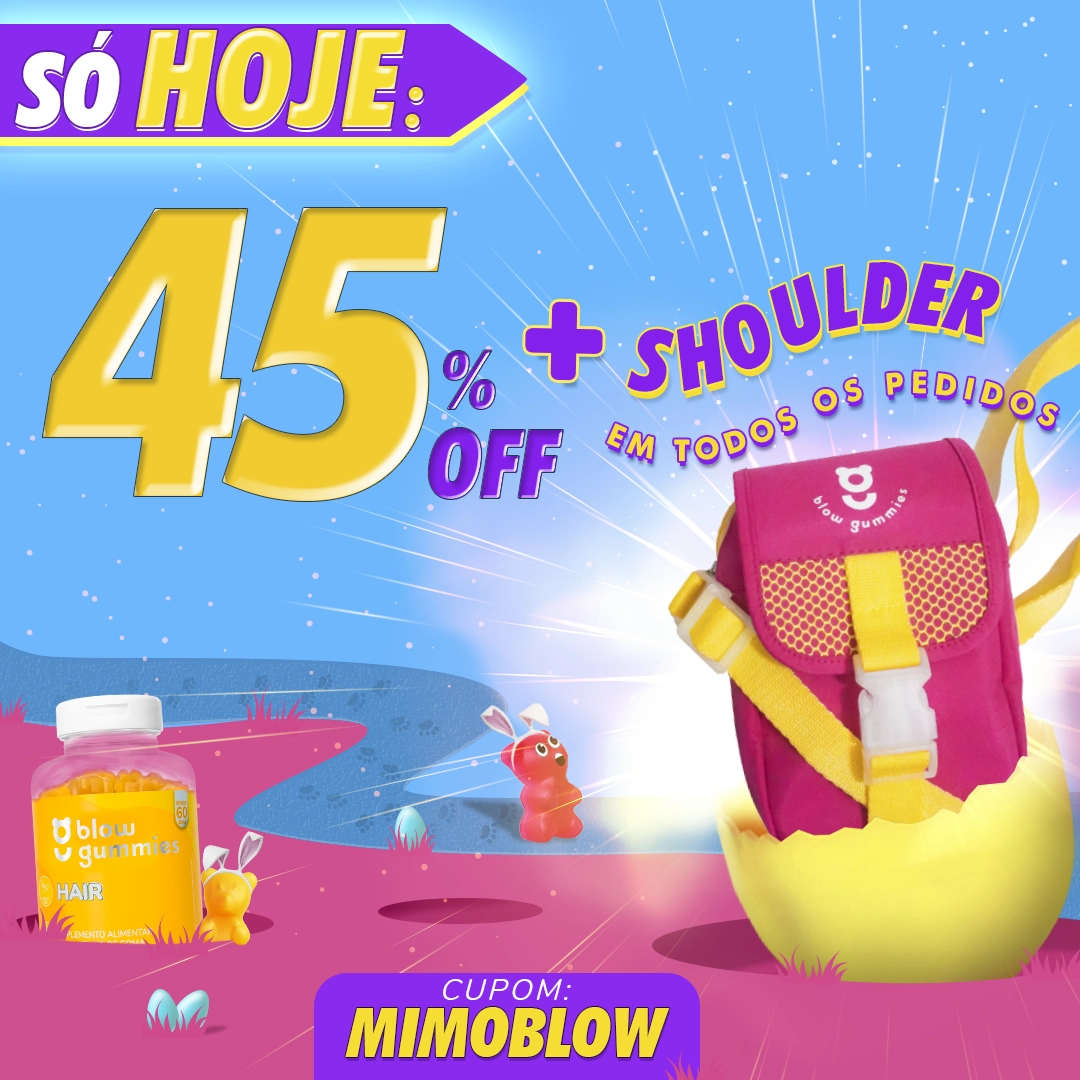 SÓ HOJE:
45
%
OFF
+ SHOULDER
EM TODOS OS PEDIDOS
blow gummies
blow
gummies
60
HAIR
CUPOM:
MIMOBLOW